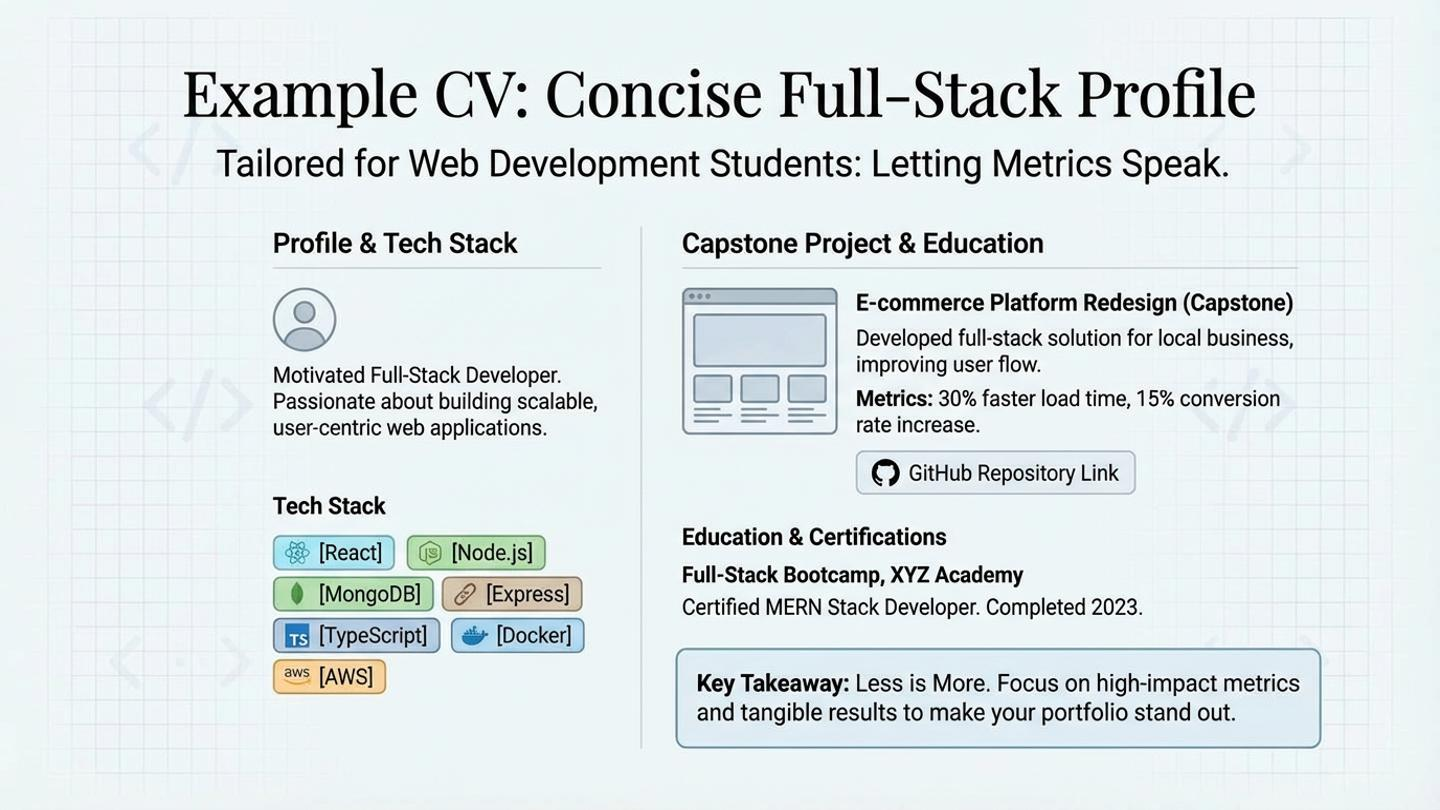 Example CV: Concise Full-Stack Profile
Tailored for Web Development Students: Letting Metrics Speak.
Profile & Tech Stack
Motivated Full-Stack Developer.
Passionate about building scalable,
user-centric web applications.
Tech Stack
[React]
JS [Node.js]
[MongoDB]
[Express]
TS [TypeScript]
[Docker]
aws [AWS]
Capstone Project & Education
E-commerce Platform Redesign (Capstone)
Developed full-stack solution for local business,
improving user flow.
Metrics: 30% faster load time, 15% conversion
rate increase.
GitHub Repository Link
Education & Certifications
Full-Stack Bootcamp, XYZ Academy
Certified MERN Stack Developer. Completed 2023.
Key Takeaway: Less is More. Focus on high-impact metrics
and tangible results to make your portfolio stand out.